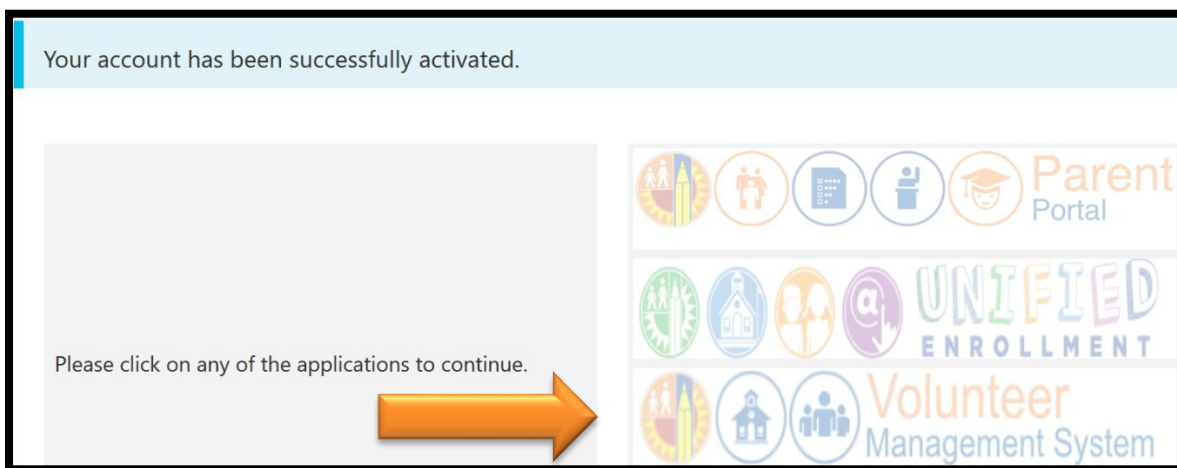 Your account has been successfully activated.
Please click on any of the applications to continue.
Parent
Portal
@
UNIFIED
ENROLLMENT
Volunteer
Management System